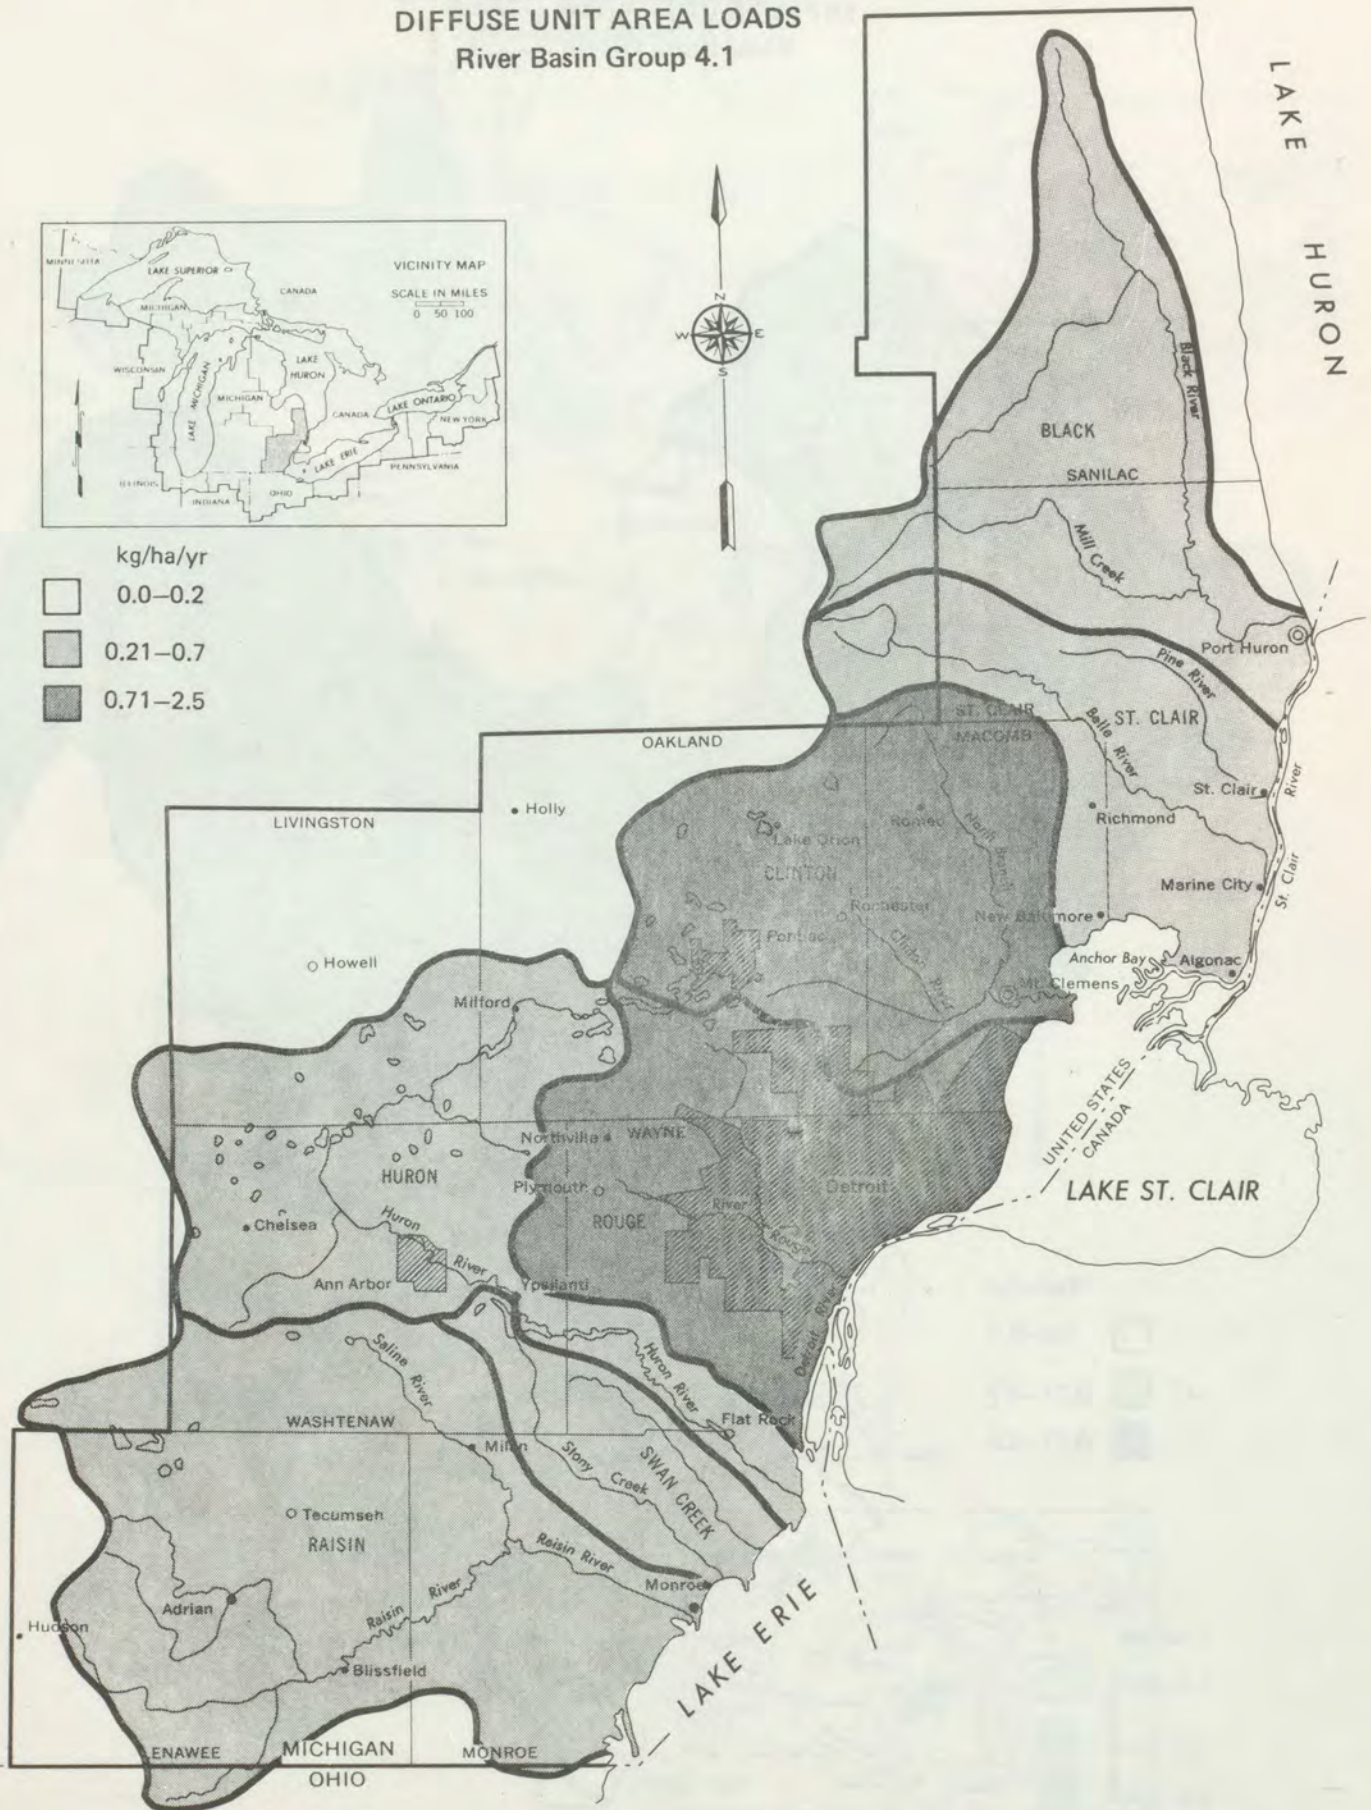 DIFFUSE UNIT AREA LOADS
River Basin Group 4.1
LAKE HURON
VICINITY MAP
SCALE IN MILES
0 50 100
MINNESOTA
LAKE SUPERIOR
CANADA
MICHIGAN
WISCONSIN
LAKE MICHIGAN
MICHIGAN
LAKE HURON
CANADA
LAKE ONTARIO
NEW YORK
LAKE ERIE
PENNSYLVANIA
ILLINOIS
INDIANA
OHIO
N
W E
S
kg/ha/yr
0.0—0.2
0.21—0.7
0.71—2.5
Black River
BLACK
SANILAC
Mill Creek
Port Huron
Pine River
ST. CLAIR
ST. CLAIR
MACOMB
Belle River
OAKLAND
St. Clair
River
St. Clair
Holly
LIVINGSTON
Romeo
Richmond
Lake Orion
North Branch
CLINTON
Marine City
Rochester
New Baltimore
Pontiac
Clinton River
Howell
Anchor Bay
Algonac
Mt. Clemens
Milford
UNITED STATES
CANADA
Northville
WAYNE
HURON
Plymouth
Detroit
LAKE ST. CLAIR
River Rouge
ROUGE
Chelsea
Huron River
Ann Arbor
Ypsilanti
Detroit River
Saline River
Huron River
WASHTENAW
Flat Rock
Milan
Stony Creek
SWAN CREEK
Tecumseh
RAISIN
Raisin River
Monroe
Adrian
Raisin River
Hudson
Blissfield
LAKE ERIE
ENAWEE
MICHIGAN
MONROE
OHIO